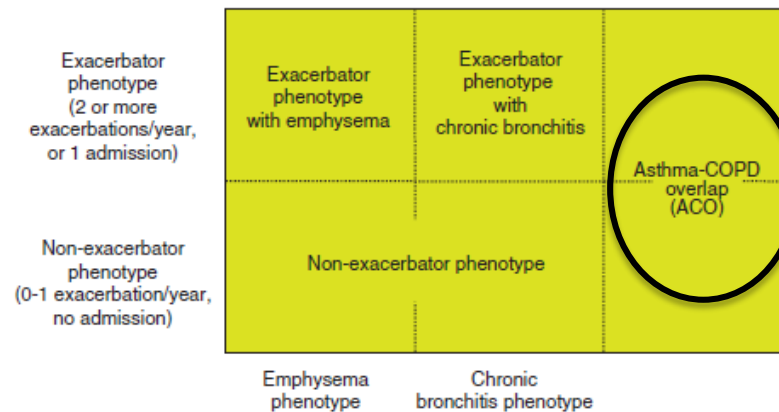 Exacerbator
phenotype
(2 or more
exacerbations/year,
or 1 admission)
Exacerbator
phenotype
with emphysema
Exacerbator
phenotype
with
chronic bronchitis
Asthma-COPD
overlap
(ACO)
Non-exacerbator
phenotype
(0-1 exacerbation/year,
no admission)
Non-exacerbator phenotype
Emphysema
phenotype
Chronic
bronchitis phenotype